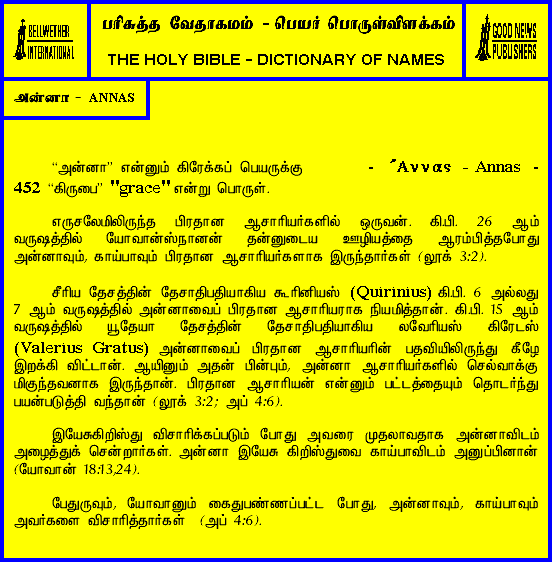 BELLWETHER
INTERNATIONAL
பரிசுத்த வேதாகமம் - பெயர் பொருள்விளக்கம்
THE HOLY BIBLE - DICTIONARY OF NAMES
GOOD NEWS
PUBLISHERS
அன்னா - ANNAS
“அன்னா” என்னும் கிரேக்கப் பெயருக்கு - ῎Αννας - Annas -
452 “கிருபை” "grace" என்று பொருள்.
எருசலேமிலிருந்த பிரதான ஆசாரியர்களில் ஒருவன். கி.பி. 26 ஆம்
வருஷத்தில் யோவான்ஸ்நானன் தன்னுடைய ஊழியத்தை ஆரம்பித்தபோது
அன்னாவும், காய்பாவும் பிரதான ஆசாரியர்களாக இருந்தார்கள் (லூக் 3:2).
சீரிய தேசத்தின் தேசாதிபதியாகிய கூரினியஸ் (Quirinius) கி.பி. 6 அல்லது
7 ஆம் வருஷத்தில் அன்னாவைப் பிரதான ஆசாரியராக நியமித்தான். கி.பி. 15 ஆம்
வருஷத்தில் யூதேயா தேசத்தின் தேசாதிபதியாகிய லவேரியஸ் கிரேடஸ்
(Valerius Gratus) அன்னாவைப் பிரதான ஆசாரியரின் பதவியிலிருந்து கீழே
இறக்கி விட்டான். ஆயினும் அதன் பின்பும், அன்னா ஆசாரியர்களில் செல்வாக்கு
மிகுந்தவனாக இருந்தான். பிரதான ஆசாரியன் என்னும் பட்டத்தையும் தொடர்ந்து
பயன்படுத்தி வந்தான் (லூக் 3:2; அப் 4:6).
இயேசுகிறிஸ்து விசாரிக்கப்படும் போது அவரை முதலாவதாக அன்னாவிடம்
அழைத்துக் சென்றார்கள். அன்னா இயேசு கிறிஸ்துவை காய்பாவிடம் அனுப்பினான்
(யோவான் 18:13,24).
பேதுருவும், யோவானும் கைதுபண்ணப்பட்ட போது, அன்னாவும், காய்பாவும்
அவர்களை விசாரித்தார்கள் (அப் 4:6).